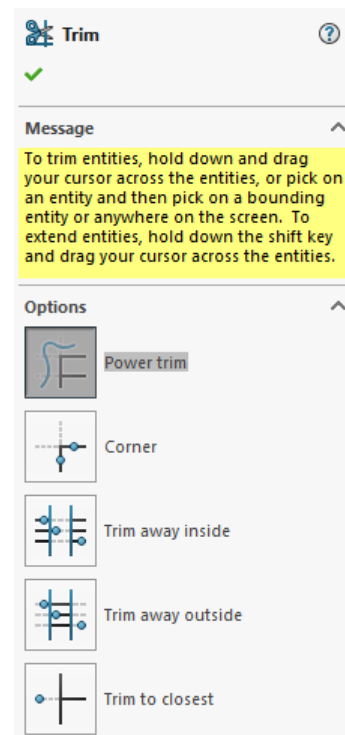 Trim
Message
To trim entities, hold down and drag
your cursor across the entities, or pick on
an entity and then pick on a bounding
entity or anywhere on the screen.  To
extend entities, hold down the shift key
and drag your cursor across the entities.
Options
Power trim
Corner
Trim away inside
Trim away outside
Trim to closest